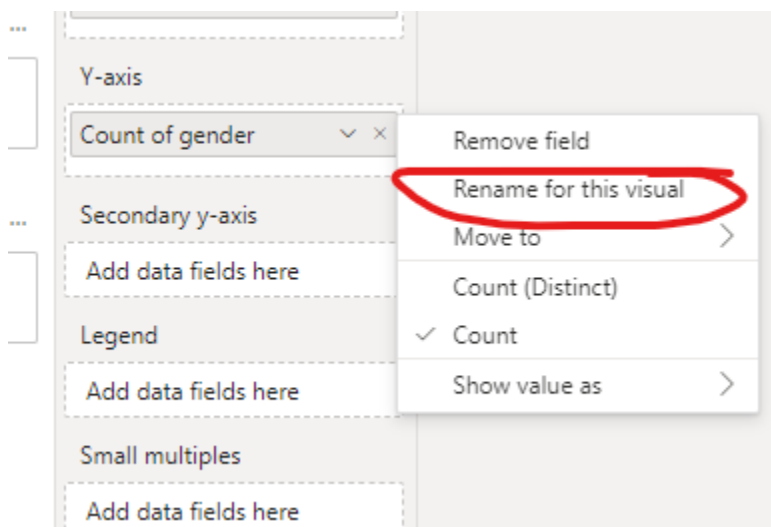 Y-axis
Count of gender
Secondary y-axis
Add data fields here
Legend
Add data fields here
Small multiples
Add data fields here
Remove field
Rename for this visual
Move to
Count (Distinct)
Count
Show value as